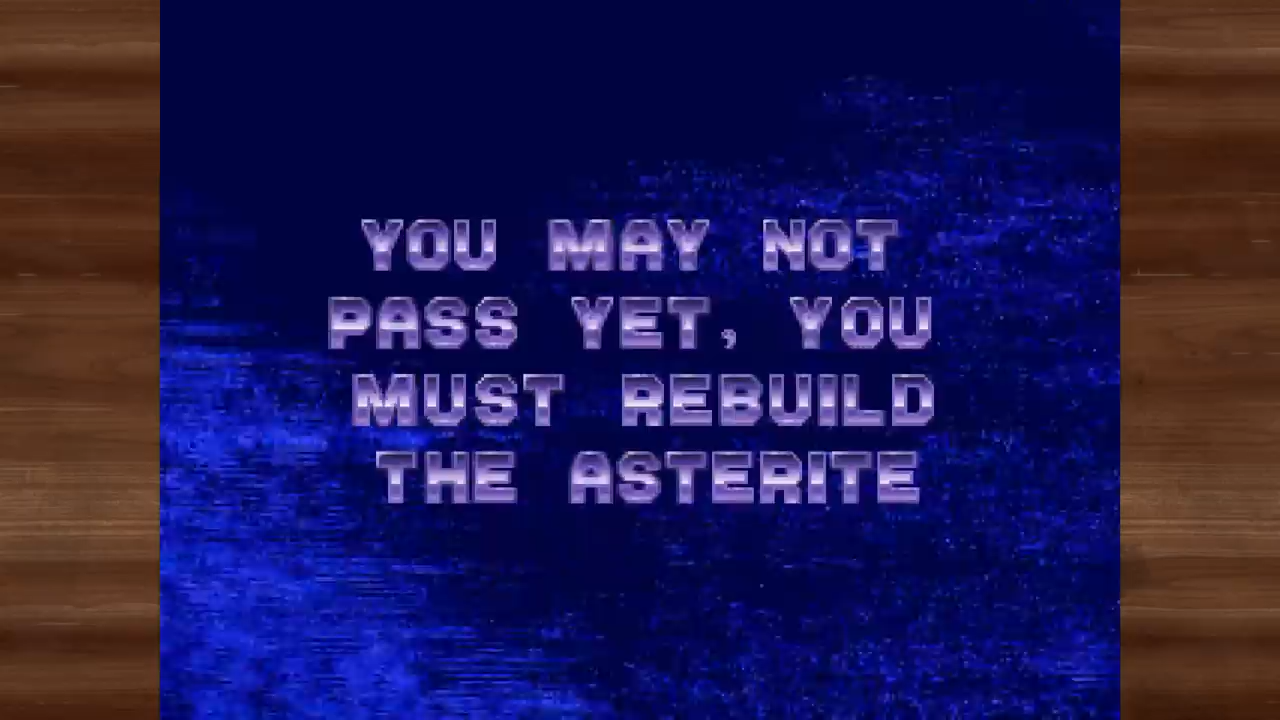 YOU MAY NOT
PASS YET, YOU
MUST REBUILD
THE ASTERITE